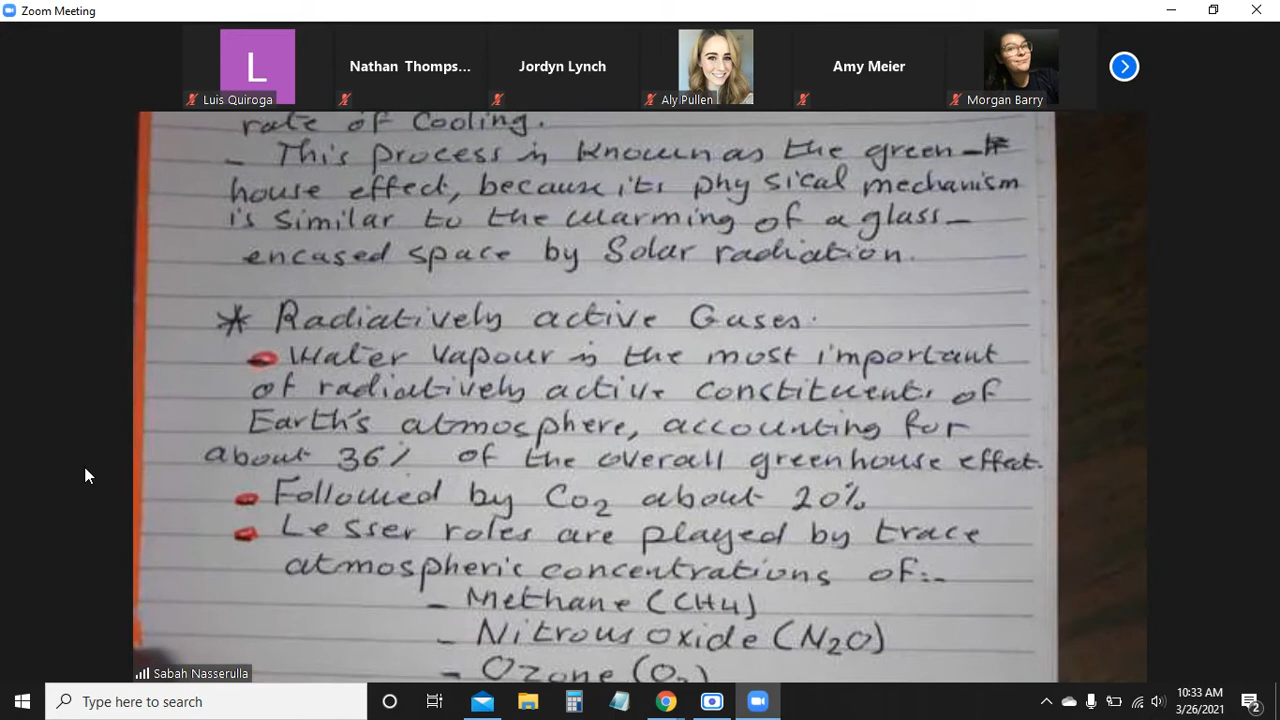 Zoom Meeting
L
Luis Quiroga
Nathan Thomps...
Jordyn Lynch
Aly Pullen
Amy Meier
Morgan Barry
rate of Cooling.
- This process is known as the green-
house effect, because its physical mechanism
is similar to the warming of a glass-
encased space by Solar radiation.
* Radiatively active Gases.
- Water Vapour is the most important
of radiatively active constituents of
Earth's atmosphere, accounting for
about 36% of the overall greenhouse effect.
- Followed by CO2 about 20%
- Lesser roles are played by trace
atmospheric concentrations of:-
- Methane (CH4)
- Nitrous oxide (N2O)
- Ozone (O3)
Sabah Nasserulla
Type here to search
10:33 AM
3/26/2021
2